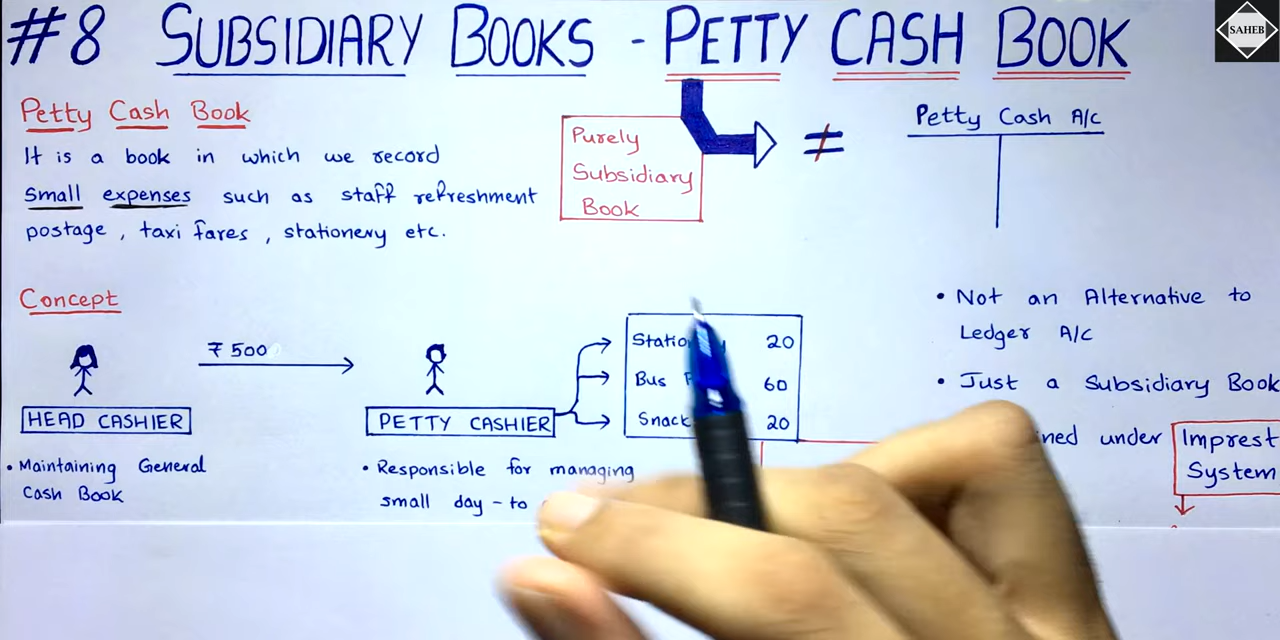 #8 SUBSIDIARY BOOKS - PETTY CASH BOOK
SAHEB
Petty Cash Book
It is a book in which we record
Small expenses such as staff refreshment
postage, taxi fares, stationery etc.
Purely
Subsidiary
Book
≠
Petty Cash A/c
Concept
₹ 500
HEAD CASHIER
• Maintaining General
Cash Book
PETTY CASHIER
• Responsible for managing
small day - to
20
Bus 60
20
• Not an Alternative to
Ledger A/c
• Just a Subsidiary Book
under Imprest
System